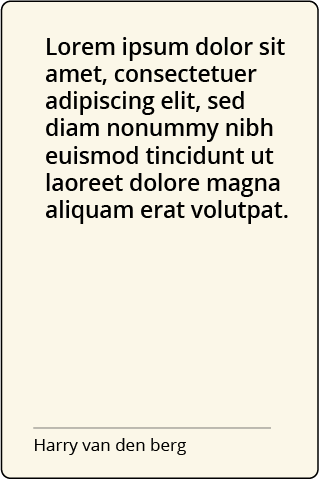 Lorem ipsum dolor sit
amet, consectetuer
adipiscing elit, sed
diam nonummy nibh
euismod tincidunt ut
laoreet dolore magna
aliquam erat volutpat.
Harry van den berg